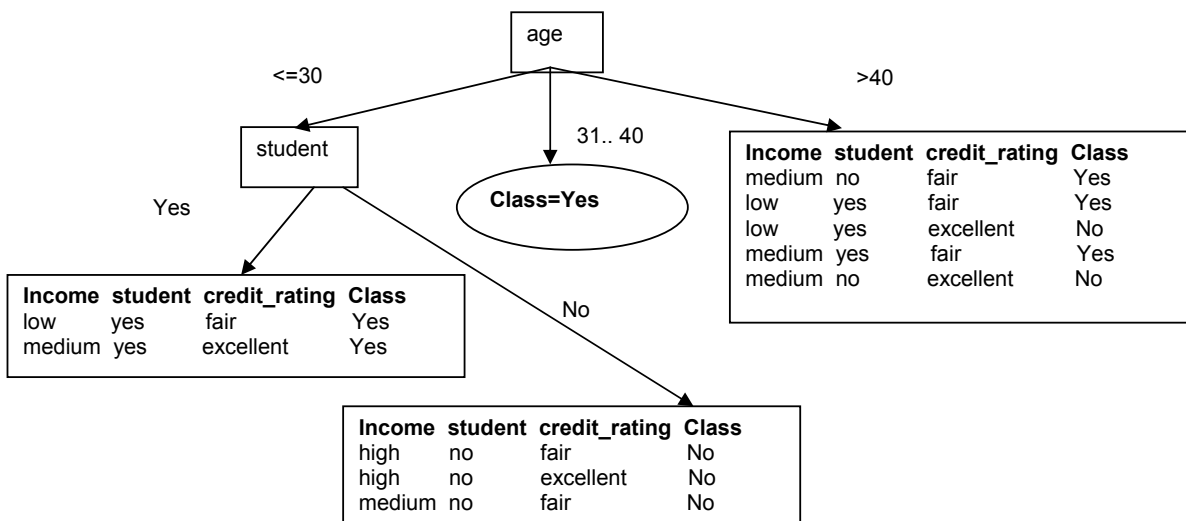 age
<=30
>40
31.. 40
student
Class=Yes
Income student credit_rating Class
medium no fair Yes
low yes fair Yes
low yes excellent No
medium yes fair Yes
medium no excellent No
Yes
No
Income student credit_rating Class
low yes fair Yes
medium yes excellent Yes
Income student credit_rating Class
high no fair No
high no excellent No
medium no fair No